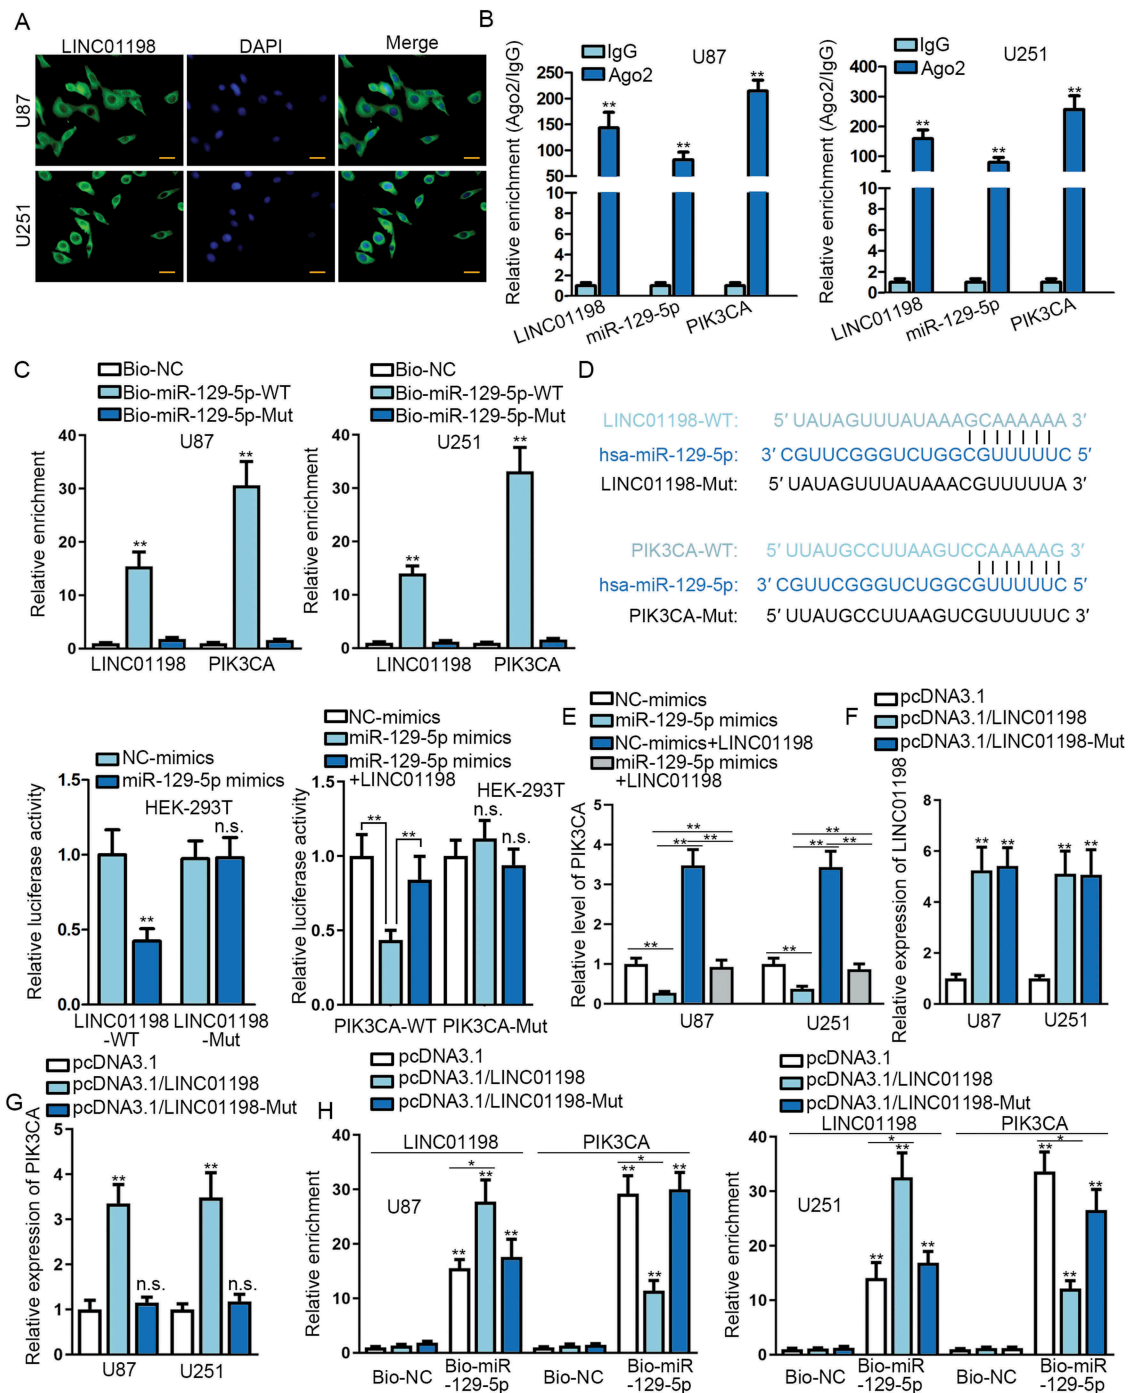 A
LINC01198 DAPI Merge
U87
U251
B
IgG
Ago2
U87
Relative enrichment (Ago2/IgG)
250
200
150
100
50
10
8
6
4
2
0
** ** **
LINC01198 miR-129-5p PIK3CA
IgG
Ago2
U251
Relative enrichment (Ago2/IgG)
400
300
200
100
10
8
6
4
2
0
** ** **
LINC01198 miR-129-5p PIK3CA
C
Bio-NC
Bio-miR-129-5p-WT
Bio-miR-129-5p-Mut
U87
Relative enrichment
40
30
20
10
0
** **
LINC01198 PIK3CA
Bio-NC
Bio-miR-129-5p-WT
Bio-miR-129-5p-Mut
U251
Relative enrichment
40
30
20
10
0
** **
LINC01198 PIK3CA
D
LINC01198-WT: 5′ UAUAGUUUAUAAAGCAAAAAA 3′
hsa-miR-129-5p: 3′ CGUUCGGGUCUGGCGUUUUUC 5′
LINC01198-Mut: 5′ UAUAGUUUAUAAACGUUUUUA 3′
PIK3CA-WT: 5′ UUAUGCCUUAAGUCCAAAAAG 3′
hsa-miR-129-5p: 3′ CGUUCGGGUCUGGCGUUUUUC 5′
PIK3CA-Mut: 5′ UUAUGCCUUAAGUCGUUUUUC 3′
NC-mimics
miR-129-5p mimics
HEK-293T
Relative luciferase activity
1.5
1.0
0.5
0.0
** n.s.
LINC01198 LINC01198
-WT -Mut
NC-mimics
miR-129-5p mimics
miR-129-5p mimics
+LINC01198
HEK-293T
Relative luciferase activity
1.5
1.0
0.5
0.0
** ** n.s. n.s.
PIK3CA-WT PIK3CA-Mut
E
NC-mimics
miR-129-5p mimics
NC-mimics+LINC01198
miR-129-5p mimics
+LINC01198
Relative level of PIK3CA
5
4
3
2
1
0
** ** ** **
** ** ** **
U87 U251
F
pcDNA3.1
pcDNA3.1/LINC01198
pcDNA3.1/LINC01198-Mut
Relative expression of LINC01198
8
6
4
2
0
** ** ** **
U87 U251
G
pcDNA3.1
pcDNA3.1/LINC01198
pcDNA3.1/LINC01198-Mut
Relative expression of PIK3CA
5
4
3
2
1
0
** n.s. ** n.s.
U87 U251
H
pcDNA3.1
pcDNA3.1/LINC01198
pcDNA3.1/LINC01198-Mut
LINC01198 PIK3CA
U87
Relative enrichment
40
30
20
10
0
* *
** ** ** ** ** **
Bio-NC Bio-miR Bio-NC Bio-miR
-129-5p -129-5p
pcDNA3.1
pcDNA3.1/LINC01198
pcDNA3.1/LINC01198-Mut
LINC01198 PIK3CA
U251
Relative enrichment
40
30
20
10
0
* *
** ** ** ** ** **
Bio-NC Bio-miR Bio-NC Bio-miR
-129-5p -129-5p